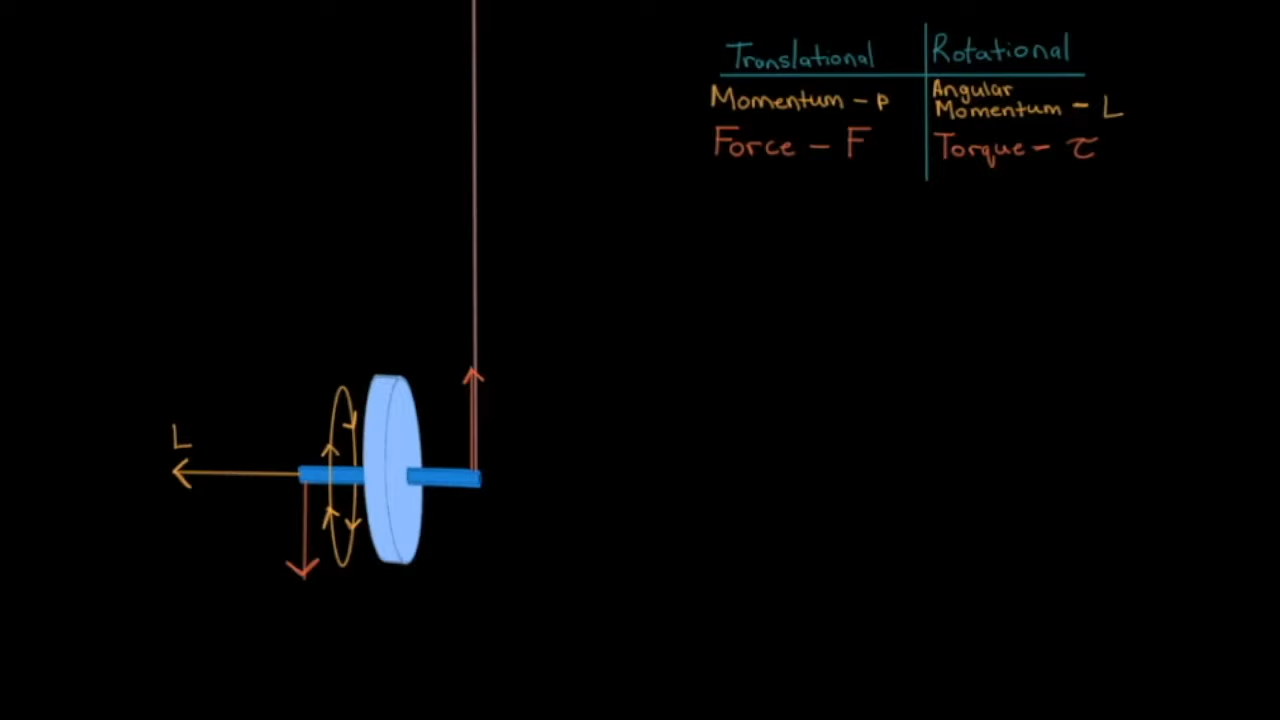 Translational Rotational
Momentum - p Angular Momentum - L
Force - F Torque - τ
L